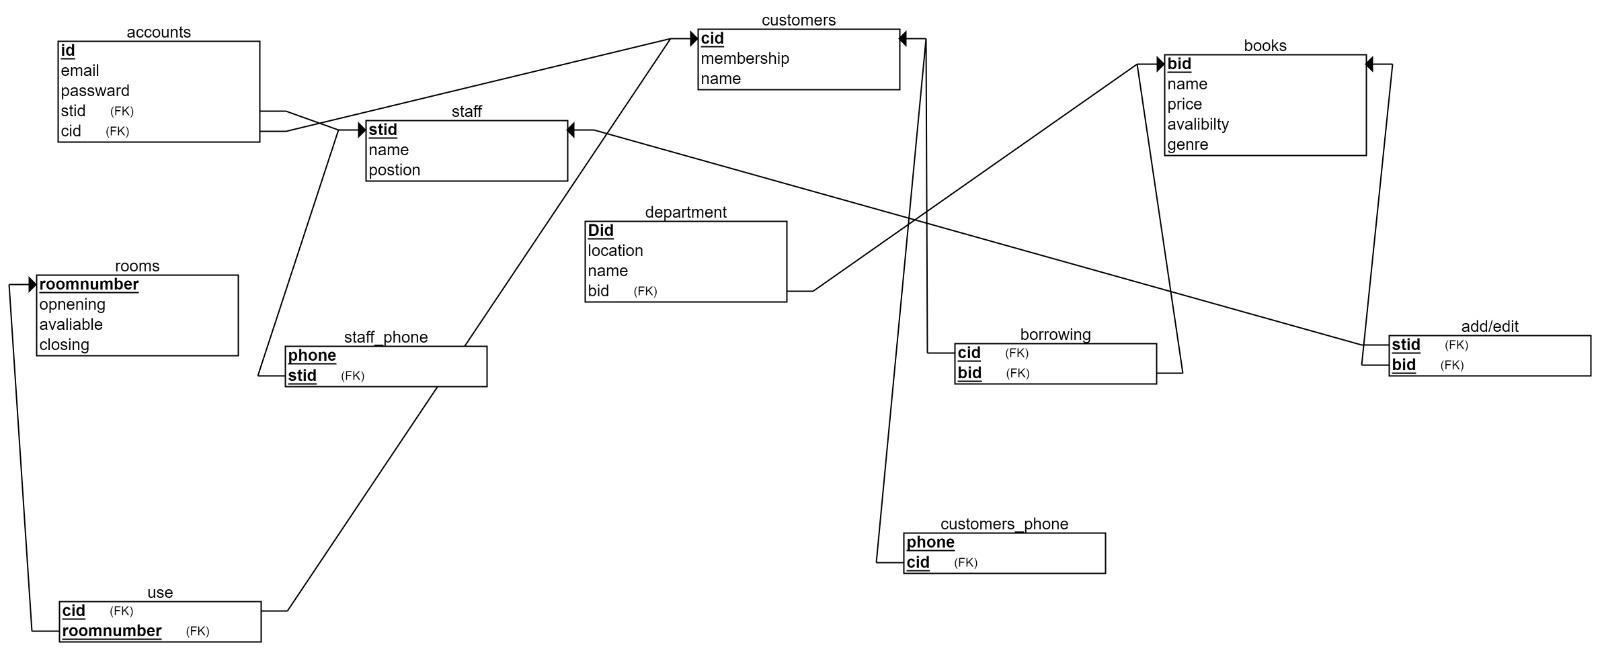 accounts
id
email
passward
stid (FK)
cid (FK)
customers
cid
membership
name
books
bid
name
price
avalibilty
genre
staff
stid
name
postion
department
Did
location
name
bid (FK)
rooms
roomnumber
opnening
avaliable
closing
staff_phone
phone
stid (FK)
borrowing
cid (FK)
bid (FK)
add/edit
stid (FK)
bid (FK)
customers_phone
phone
cid (FK)
use
cid (FK)
roomnumber (FK)